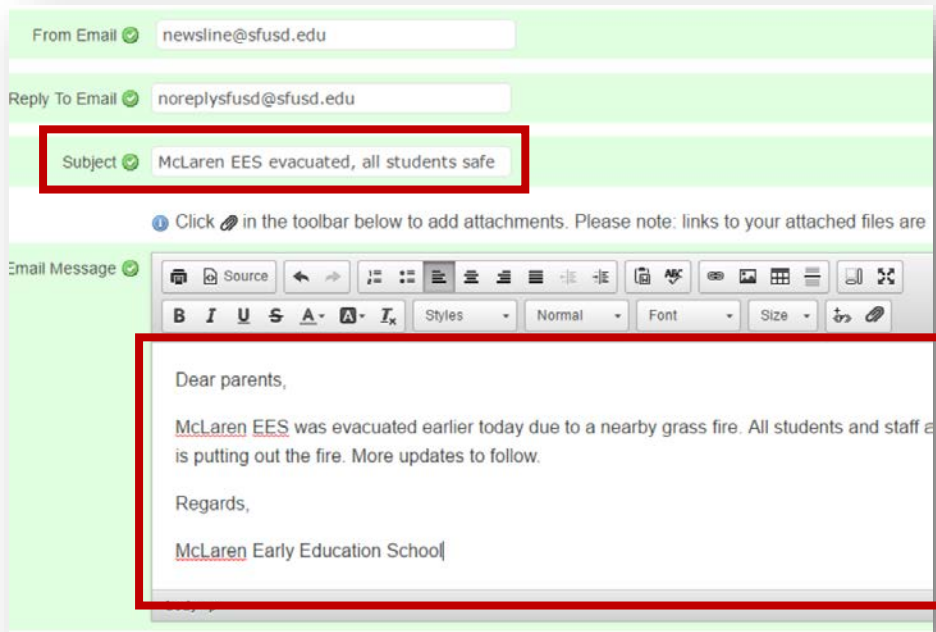 From Email newsline@sfusd.edu
Reply To Email noreplysfusd@sfusd.edu
Subject McLaren EES evacuated, all students safe
Click in the toolbar below to add attachments. Please note: links to your attached files are
Email Message
Source
ABC
B I U S A A Tx Styles Normal Font Size
Dear parents,
McLaren EES was evacuated earlier today due to a nearby grass fire. All students and staff a
is putting out the fire. More updates to follow.
Regards,
McLaren Early Education School